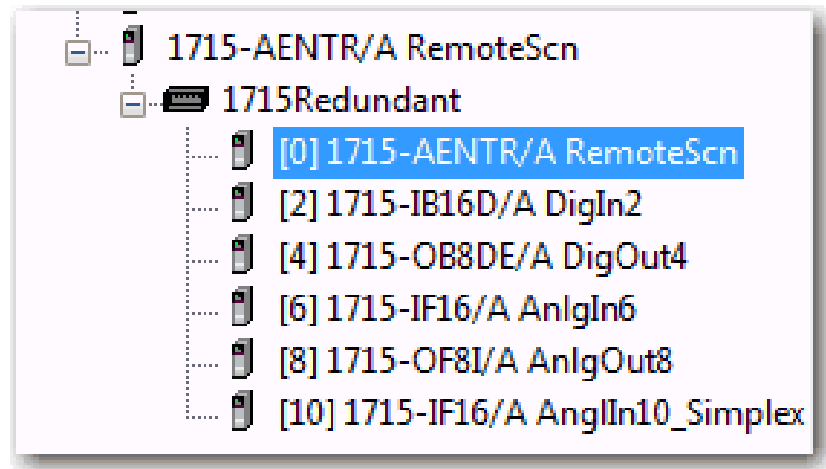 1715-AENTR/A RemoteScn
1715Redundant
[0] 1715-AENTR/A RemoteScn
[2] 1715-IB16D/A DigIn2
[4] 1715-OB8DE/A DigOut4
[6] 1715-IF16/A AnlgIn6
[8] 1715-OF8I/A AnlgOut8
[10] 1715-IF16/A AnglIn10_Simplex